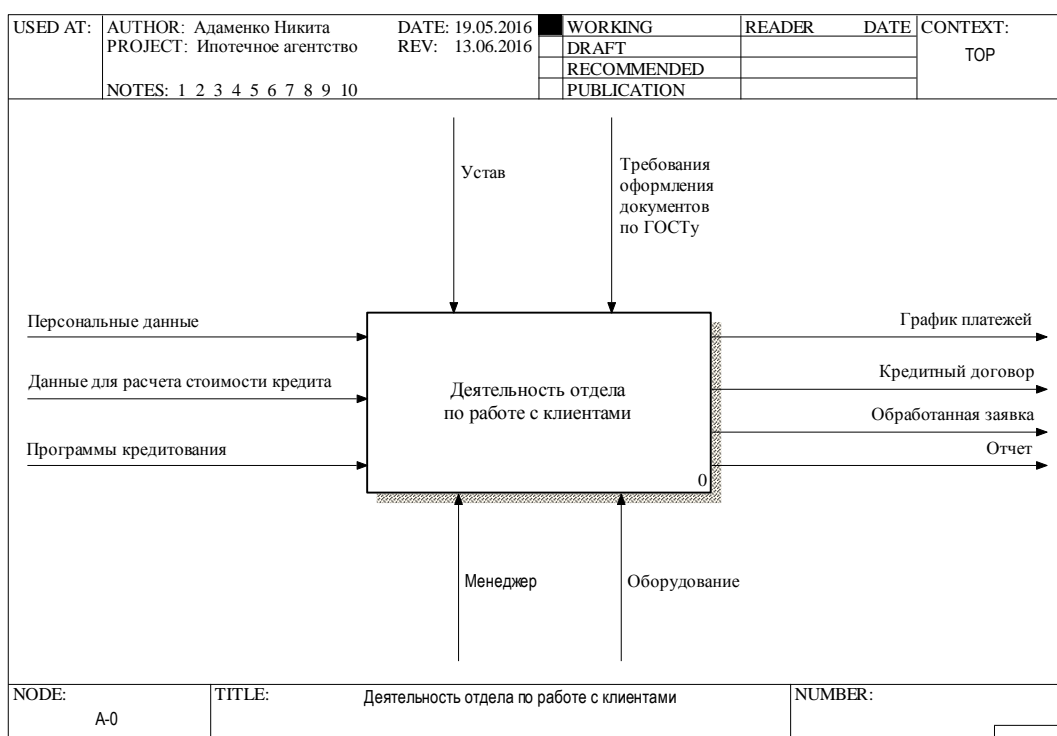 USED AT:
AUTHOR: Адаменко Никита
DATE: 19.05.2016
PROJECT: Ипотечное агентство
REV: 13.06.2016
NOTES: 1 2 3 4 5 6 7 8 9 10
WORKING
DRAFT
RECOMMENDED
PUBLICATION
READER
DATE
CONTEXT:
TOP
Устав
Требования
оформления
документов
по ГОСТу
Персональные данные
Данные для расчета стоимости кредита
Программы кредитования
Деятельность отдела
по работе с клиентами
0
График платежей
Кредитный договор
Обработанная заявка
Отчет
Менеджер
Оборудование
NODE:
A-0
TITLE:
Деятельность отдела по работе с клиентами
NUMBER: